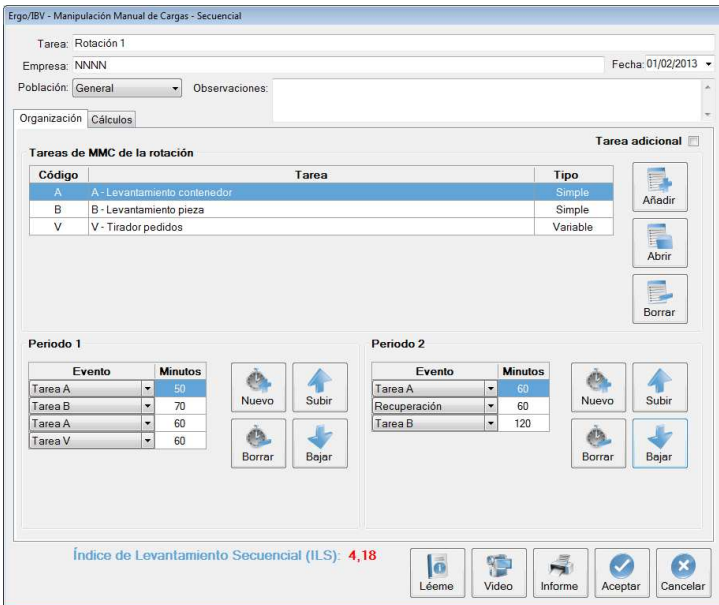 Ergo/IBV - Manipulación Manual de Cargas - Secuencial
Tarea: Rotación 1
Empresa: NNNN Fecha: 01/02/2013
Población: General Observaciones:
Organización Cálculos
Tarea adicional
Tareas de MMC de la rotación
Código Tarea Tipo
A A - Levantamiento contenedor Simple
B B - Levantamiento pieza Simple
V V - Tirador pedidos Variable
Añadir
Abrir
Borrar
Periodo 1
Evento Minutos
Tarea A 50
Tarea B 70
Tarea A 60
Tarea V 60
Nuevo Subir
Borrar Bajar
Periodo 2
Evento Minutos
Tarea A 60
Recuperación 60
Tarea B 120
Nuevo Subir
Borrar Bajar
Índice de Levantamiento Secuencial (ILS): 4,18
Léeme Video Informe Aceptar Cancelar